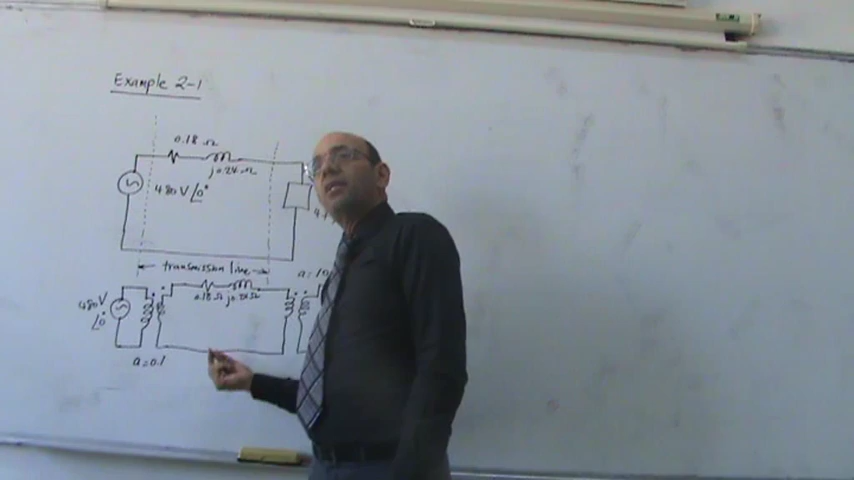 Example 2-1
0.18 Ω
j0.24 Ω
480 V /0°
transmission line
a = 10
0.18 Ω j0.24 Ω
480 V
/0°
a = 0.1